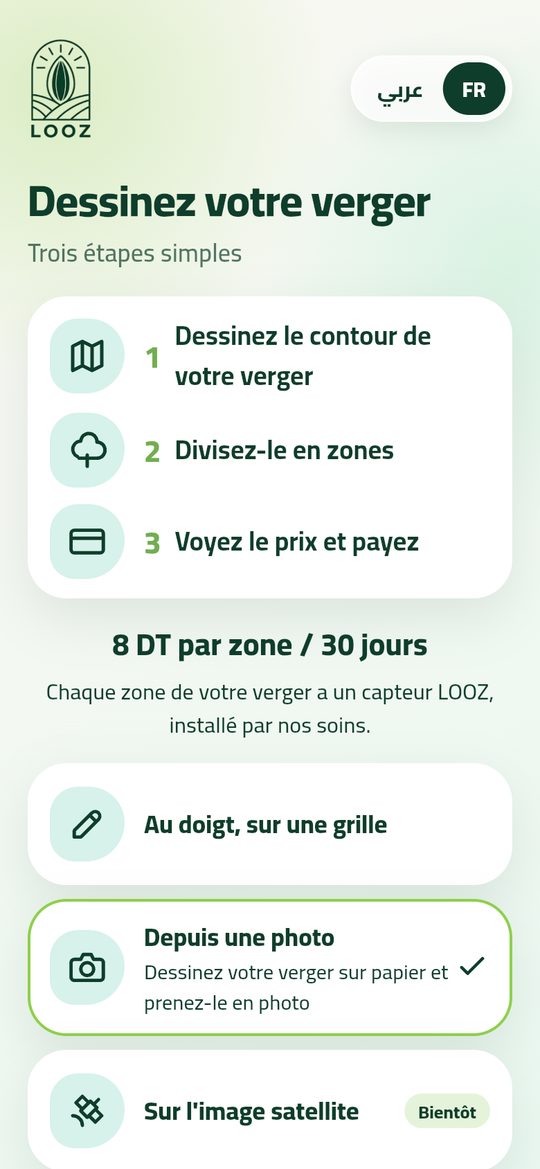 LOOZ
عربي
FR
Dessinez votre verger
Trois étapes simples
1
Dessinez le contour de
votre verger
2 Divisez-le en zones
3 Voyez le prix et payez
8 DT par zone / 30 jours
Chaque zone de votre verger a un capteur LOOZ,
installé par nos soins.
Au doigt, sur une grille
Depuis une photo
Dessinez votre verger sur papier et
prenez-le en photo
Sur l'image satellite
Bientôt